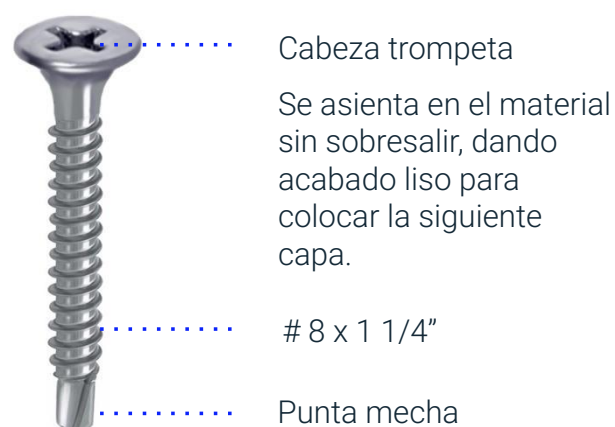 Cabeza trompeta
Se asienta en el material
sin sobresalir, dando
acabado liso para
colocar la siguiente
capa.
# 8 x 1 1/4”
Punta mecha